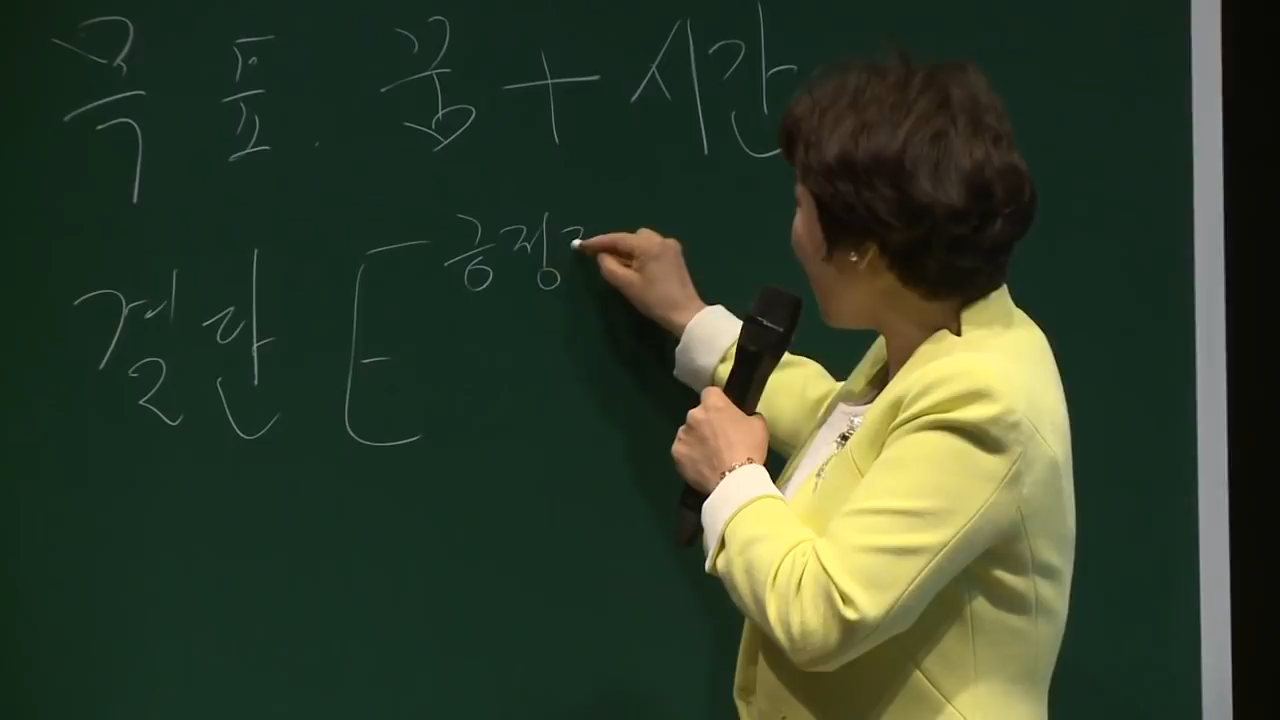 목표. 꿈 + 시간
결단 [ 긍정